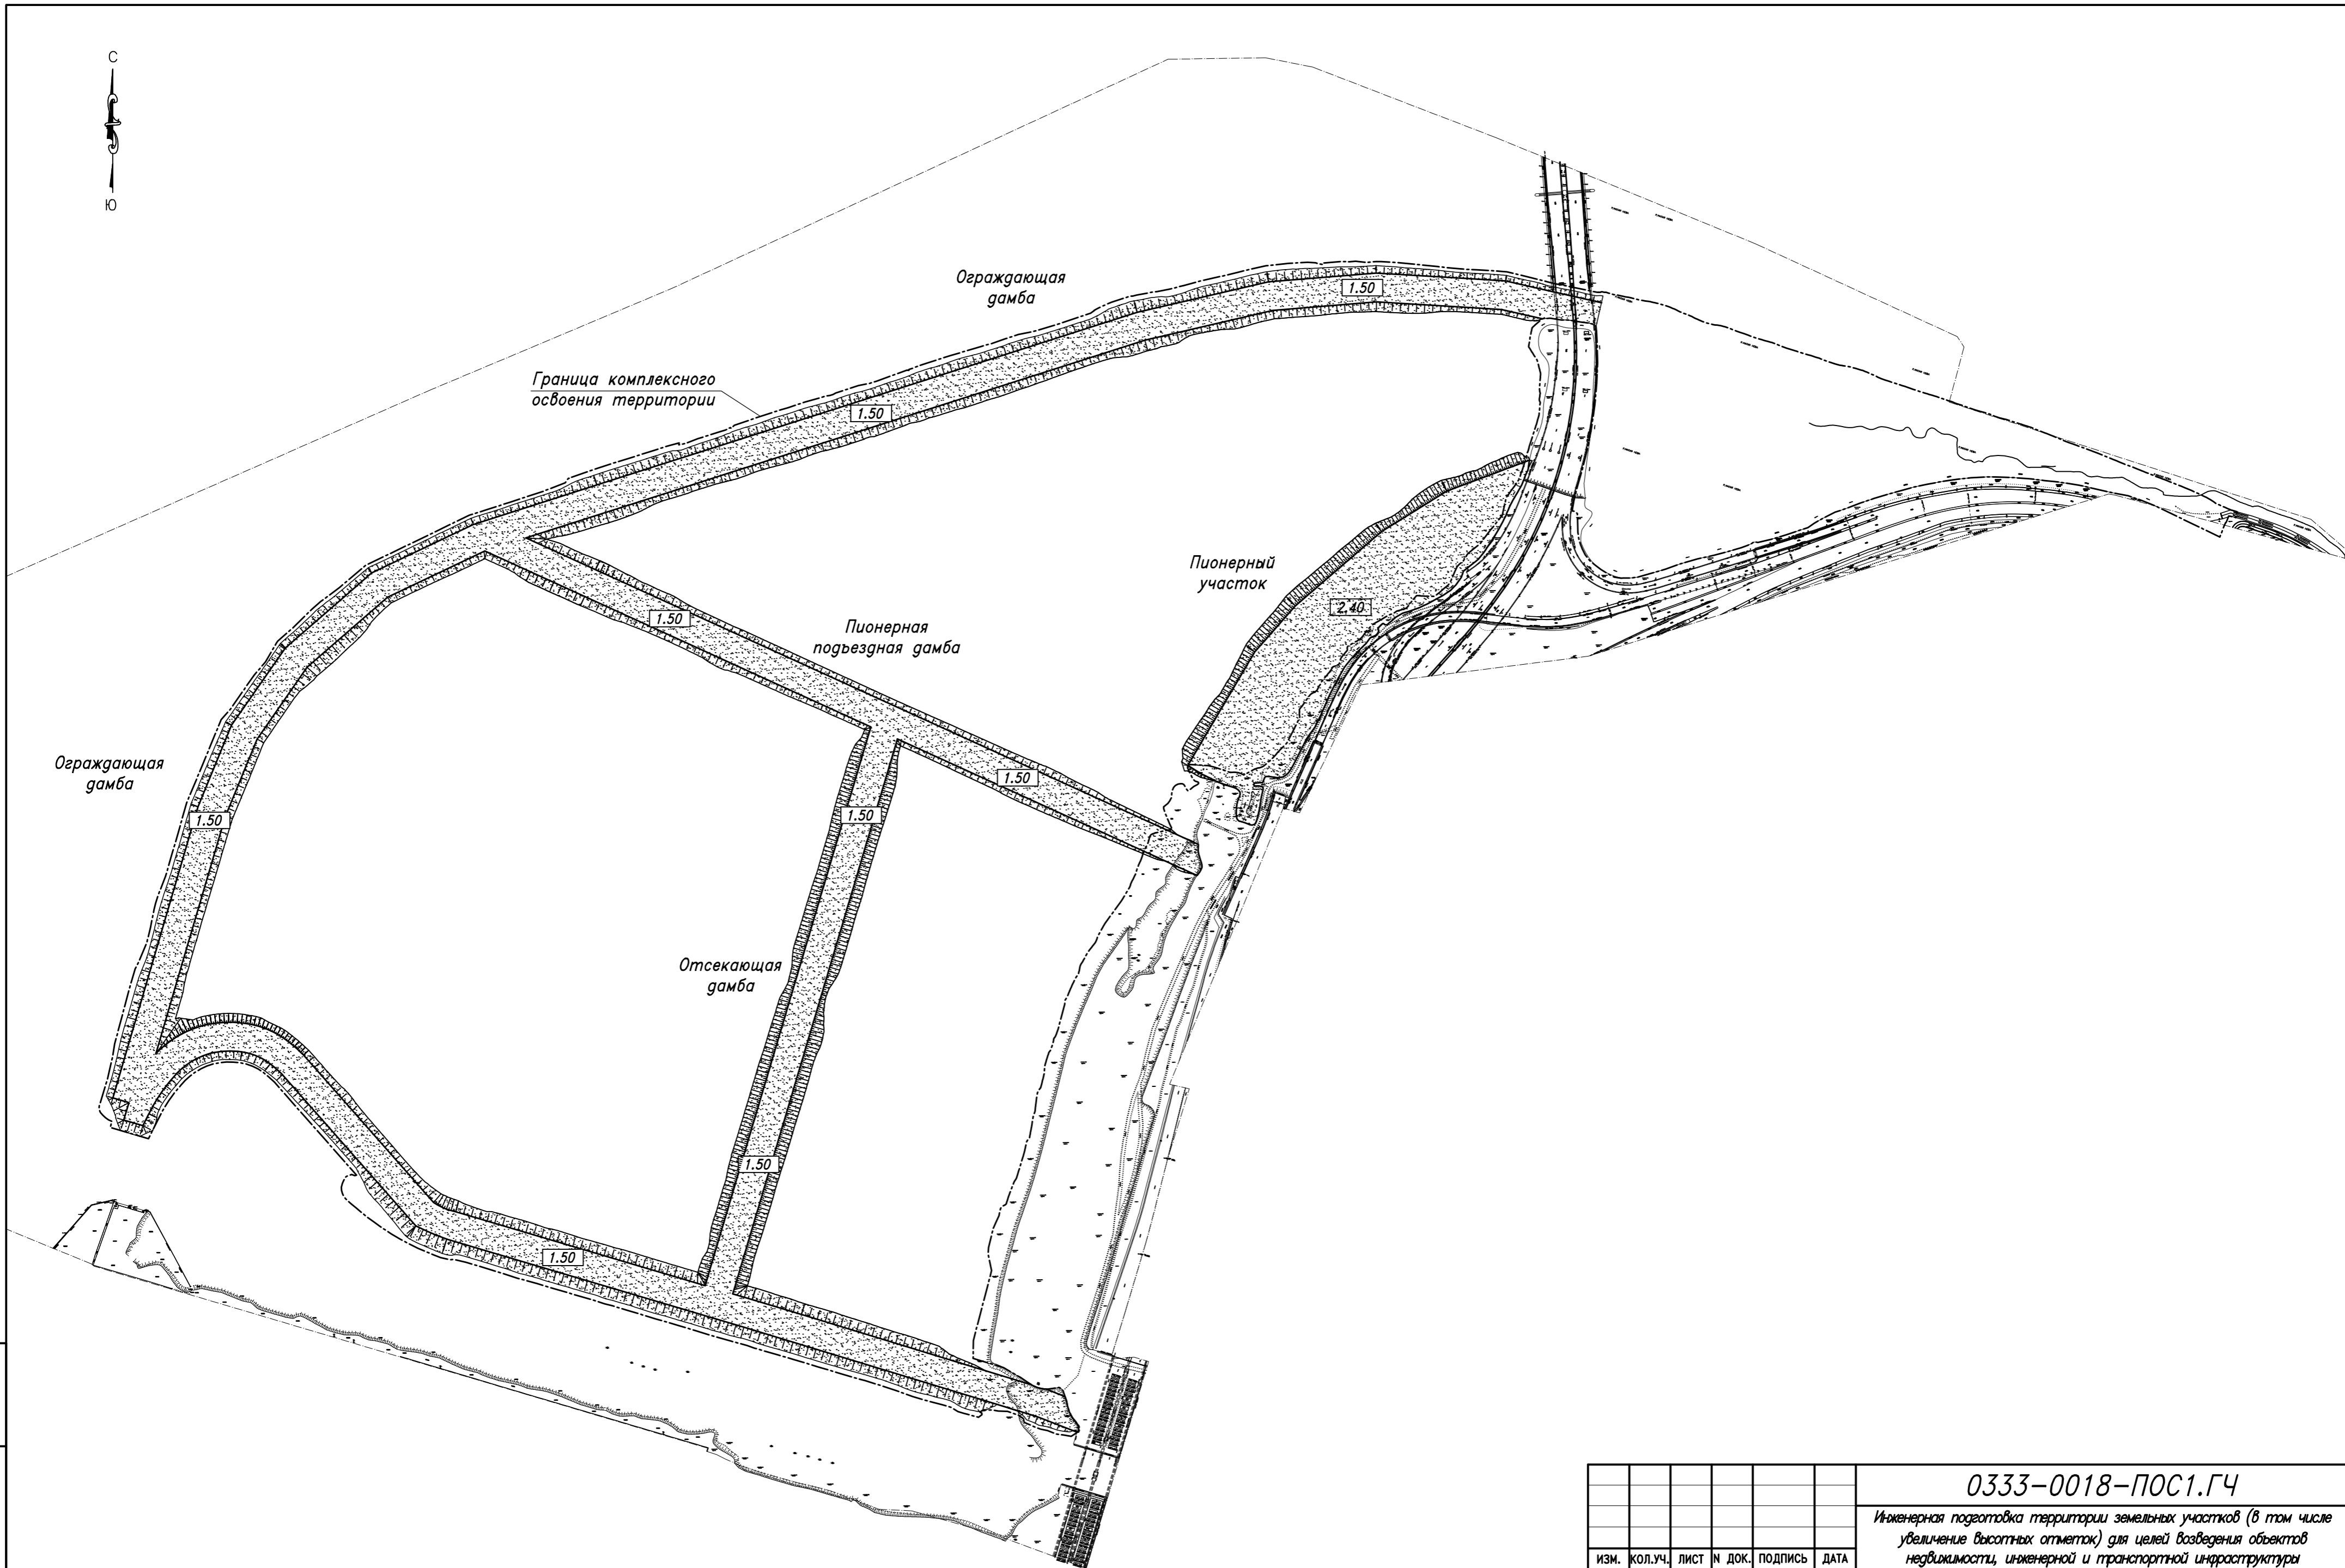 С
Ю
Ограждающая
дамба
1.50
Граница комплексного
освоения территории
1.50
Пионерный
участок
2.40
1.50
Пионерная
подъездная дамба
Ограждающая
дамба
1.50
1.50
1.50
Отсекающая
дамба
1.50
1.50
0333-0018-ПОС1.ГЧ
Инженерная подготовка территории земельных участков (в том числе
увеличение высотных отметок) для целей возведения объектов
недвижимости, инженерной и транспортной инфраструктуры
ИЗМ. КОЛ.УЧ. ЛИСТ N ДОК. ПОДПИСЬ ДАТА